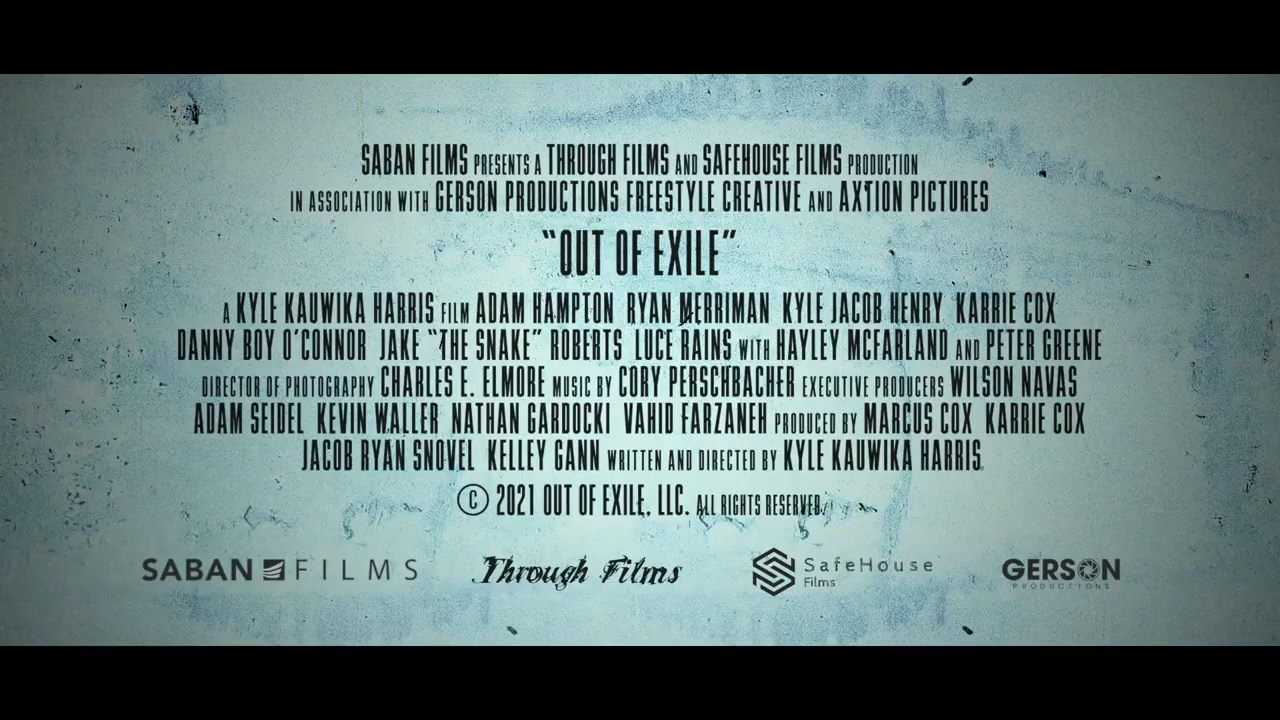 SABAN FILMS PRESENTS A THROUGH FILMS AND SAFEHOUSE FILMS PRODUCTION
IN ASSOCIATION WITH GERSON PRODUCTIONS FREESTYLE CREATIVE AND AXTION PICTURES
"OUT OF EXILE"
A KYLE KAUWIKA HARRIS FILM ADAM HAMPTON RYAN MERRIMAN KYLE JACOB HENRY KARRIE COX
DANNY BOY O'CONNOR JAKE "THE SNAKE" ROBERTS LUCE RAINS WITH HAYLEY MCFARLAND AND PETER GREENE
DIRECTOR OF PHOTOGRAPHY CHARLES E. ELMORE MUSIC BY CORY PERSCHBACHER EXECUTIVE PRODUCERS WILSON NAVAS
ADAM SEIDEL KEVIN WALLER NATHAN GARDOCKI VAHID FARZANEH PRODUCED BY MARCUS COX KARRIE COX
JACOB RYAN SNOVEL KELLEY GANN WRITTEN AND DIRECTED BY KYLE KAUWIKA HARRIS
© 2021 OUT OF EXILE, LLC. ALL RIGHTS RESERVED.
SABAN FILMS Through Films SafeHouse Films GERSON PRODUCTIONS